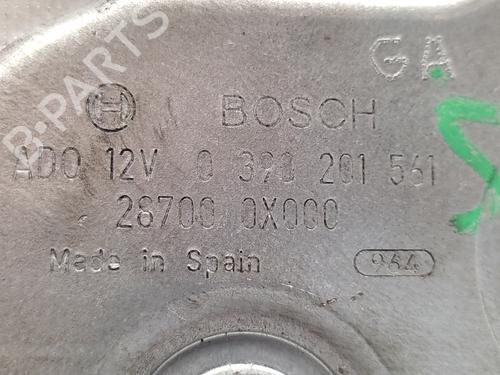 B-PARTS
GA
BOSCH
ADO 12V 0 390 201 561
28700 0X000
Made in Spain 964